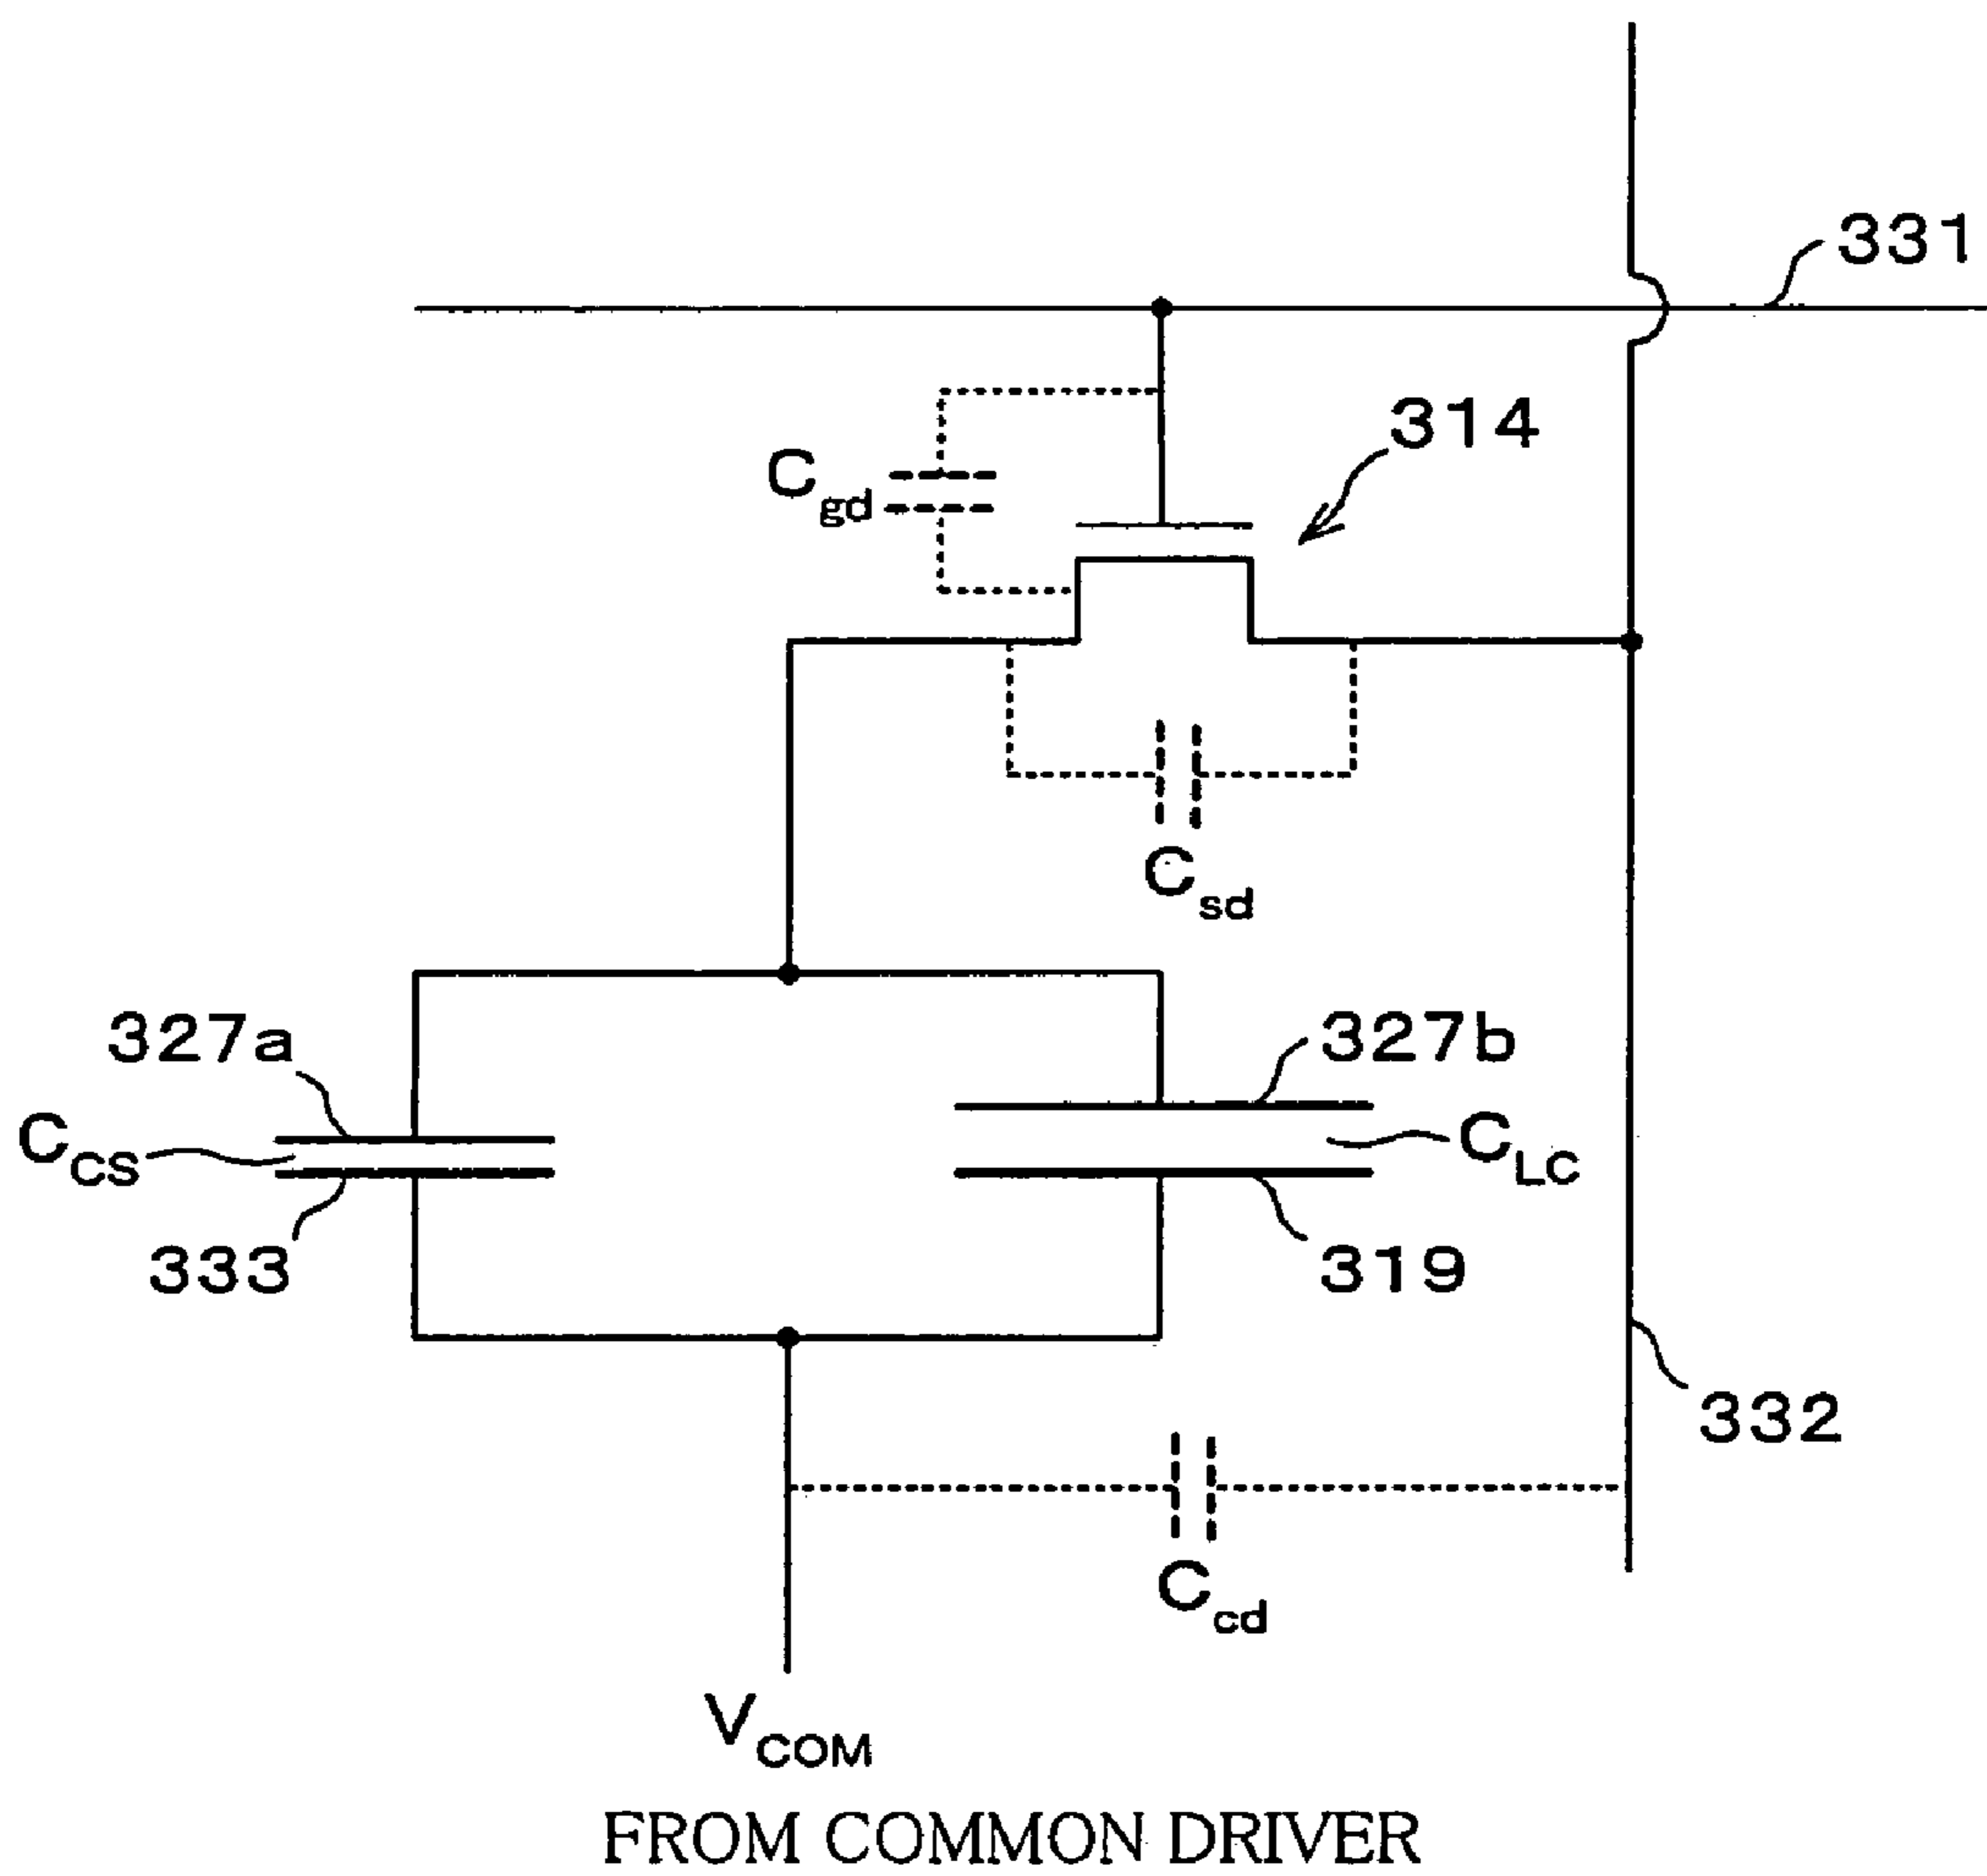 331
314
Cgd
Csd
327a
327b
CCS
CLC
333
319
332
Ccd
VCOM
FROM COMMON DRIVER